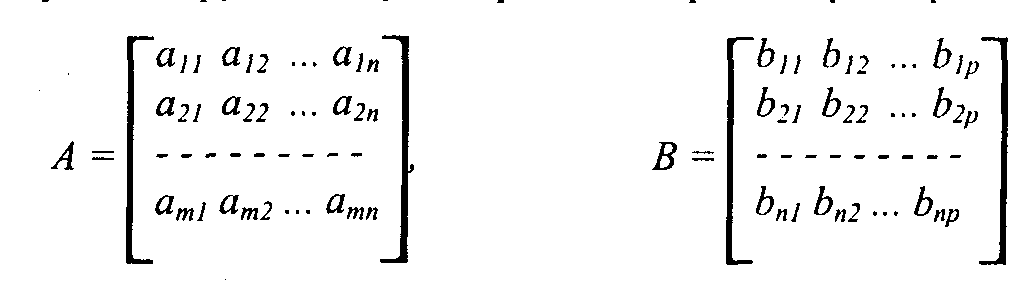 a11 a12 ... a1n b11 b12 ... b1p
a21 a22 ... a2n b21 b22 ... b2p
A = - - - - - - - - - - , B = - - - - - - - - - -
am1 am2 ... amn bn1 bn2 ... bnp